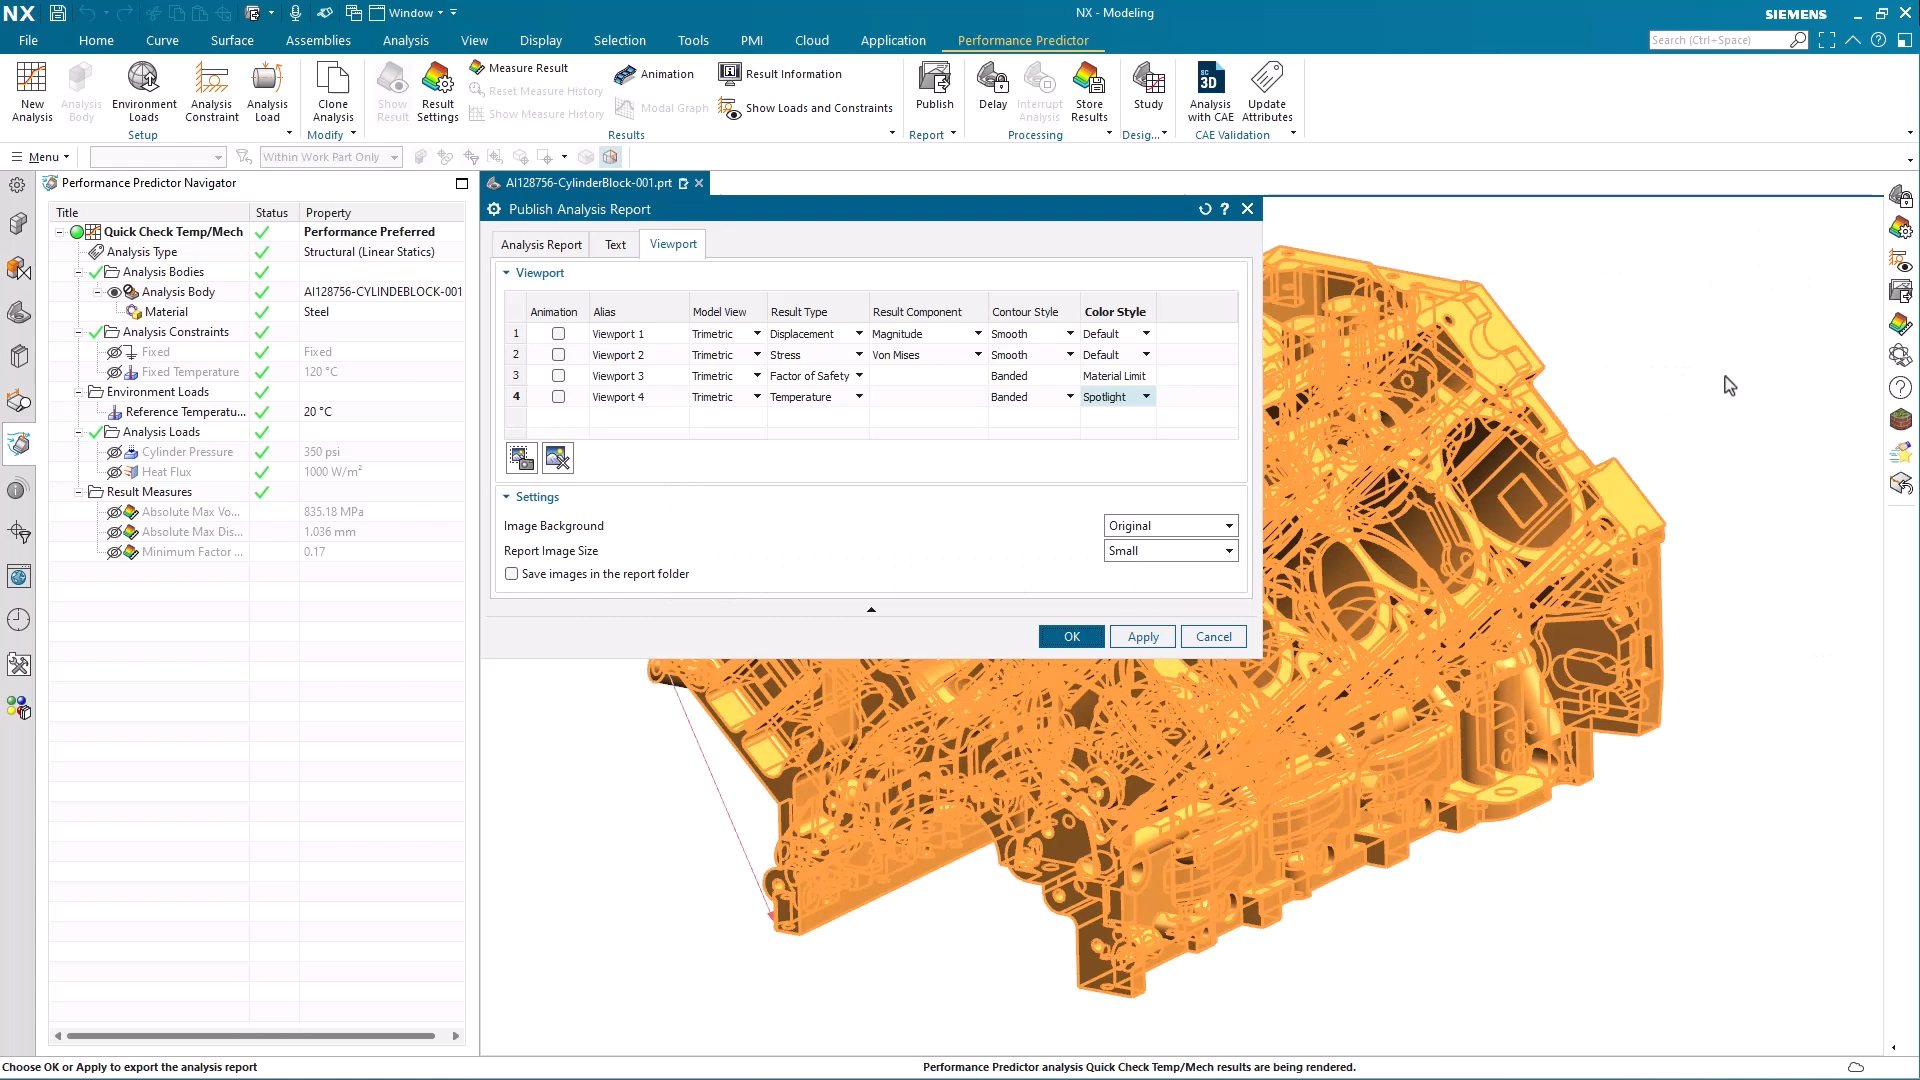 NX
Window
NX - Modeling
SIEMENS
File Home Curve Surface Assemblies Analysis View Display Selection Tools PMI Cloud Application Performance Predictor
Search (Ctrl+Space)
New Analysis
Analysis Body
Environment Loads
Analysis Constraint
Analysis Load
Setup
Clone Analysis
Modify
Show Result
Result Settings
Measure Result
Reset Measure History
Show Measure History
Animation
Modal Graph
Result Information
Show Loads and Constraints
Results
Publish
Report
Delay
Interrupt Analysis
Store Results
Processing
Study
Desig...
SC 3D
Analysis with CAE
Update Attributes
CAE Validation
Menu
Within Work Part Only
Performance Predictor Navigator
Title Status Property
Quick Check Temp/Mech Performance Preferred
Analysis Type Structural (Linear Statics)
Analysis Bodies
Analysis Body AI128756-CYLINDEBLOCK-001
Material Steel
Analysis Constraints
Fixed Fixed
Fixed Temperature 120 °C
Environment Loads
Reference Temperatu... 20 °C
Analysis Loads
Cylinder Pressure 350 psi
Heat Flux 1000 W/m²
Result Measures
Absolute Max Vo... 835.18 MPa
Absolute Max Dis... 1.036 mm
Minimum Factor ... 0.17
AI128756-CylinderBlock-001.prt
Publish Analysis Report
Analysis Report Text Viewport
Viewport
Animation Alias Model View Result Type Result Component Contour Style Color Style
1 Viewport 1 Trimetric Displacement Magnitude Smooth Default
2 Viewport 2 Trimetric Stress Von Mises Smooth Default
3 Viewport 3 Trimetric Factor of Safety Banded Material Limit
4 Viewport 4 Trimetric Temperature Banded Spotlight
Settings
Image Background Original
Report Image Size Small
Save images in the report folder
OK Apply Cancel
Choose OK or Apply to export the analysis report
Performance Predictor analysis Quick Check Temp/Mech results are being rendered.